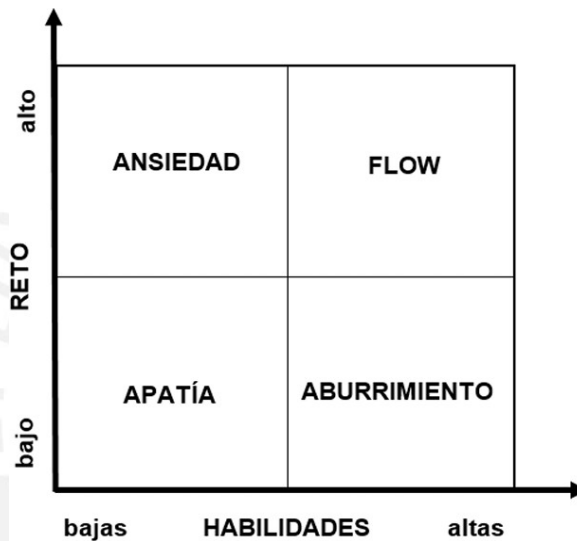 alto
ANSIEDAD
FLOW
RETO
APATÍA
ABURRIMIENTO
bajo
bajas
HABILIDADES
altas